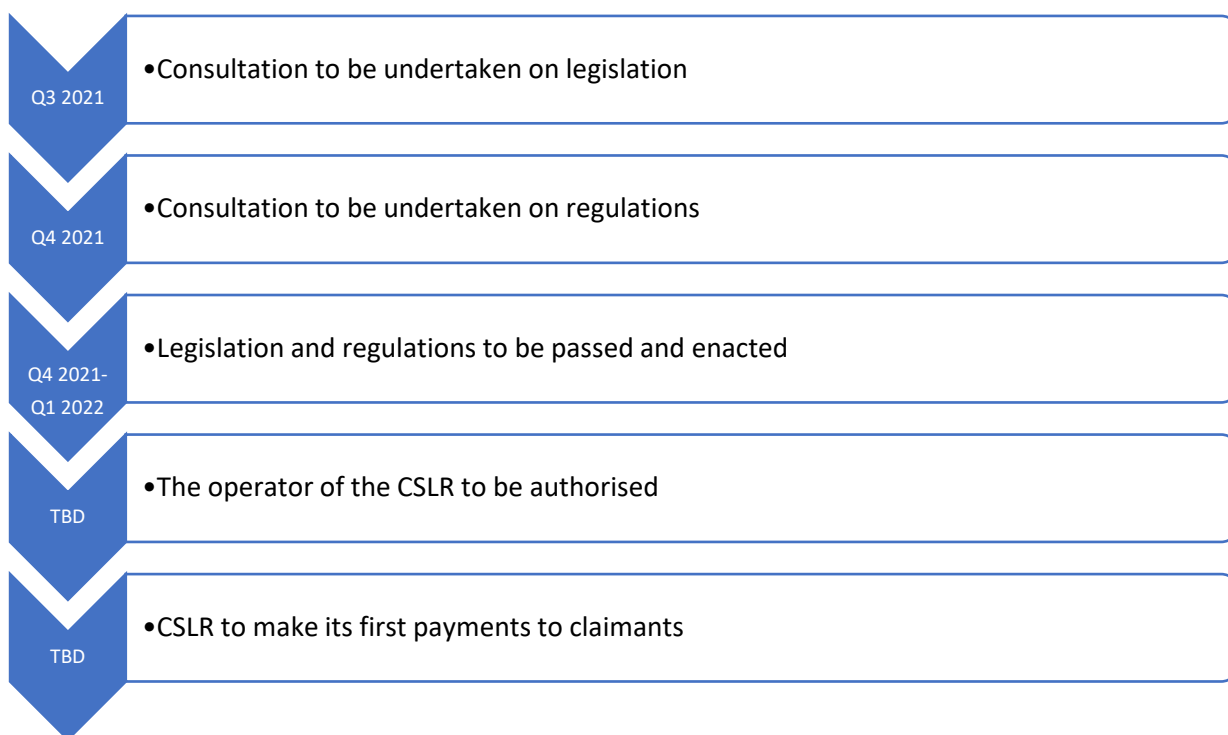 Q3 2021
•Consultation to be undertaken on legislation
Q4 2021
•Consultation to be undertaken on regulations
Q4 2021-
Q1 2022
•Legislation and regulations to be passed and enacted
TBD
•The operator of the CSLR to be authorised
TBD
•CSLR to make its first payments to claimants